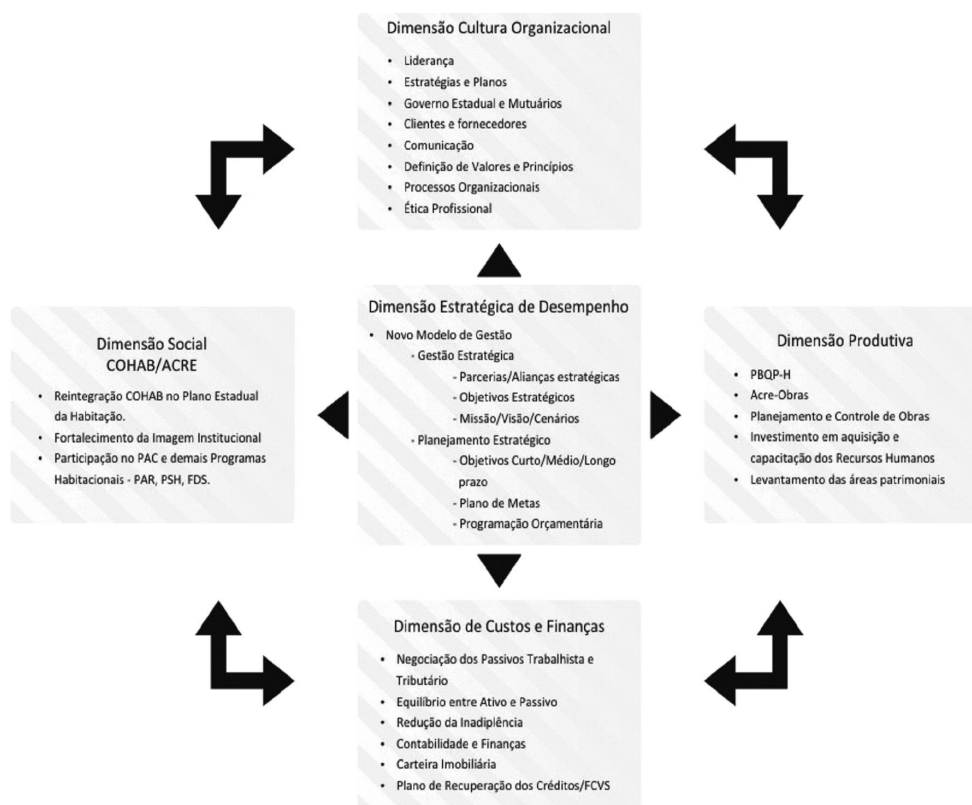 Dimensão Cultura Organizacional
• Liderança
• Estratégias e Planos
• Governo Estadual e Mutuários
• Clientes e fornecedores
• Comunicação
• Definição de Valores e Princípios
• Processos Organizacionais
• Ética Profissional
Dimensão Social
COHAB/ACRE
• Reintegração COHAB no Plano Estadual
da Habitação.
• Fortalecimento da Imagem Institucional
• Participação no PAC e demais Programas
Habitacionais - PAR, PSH, FDS.
Dimensão Estratégica de Desempenho
• Novo Modelo de Gestão
- Gestão Estratégica
- Parcerias/Alianças estratégicas
- Objetivos Estratégicos
- Missão/Visão/Cenários
- Planejamento Estratégico
- Objetivos Curto/Médio/Longo
prazo
- Plano de Metas
- Programação Orçamentária
Dimensão Produtiva
• PBQP-H
• Acre-Obras
• Planejamento e Controle de Obras
• Investimento em aquisição e
capacitação dos Recursos Humanos
• Levantamento das áreas patrimoniais
Dimensão de Custos e Finanças
• Negociação dos Passivos Trabalhista e
Tributário
• Equilíbrio entre Ativo e Passivo
• Redução da Inadiplência
• Contabilidade e Finanças
• Carteira Imobiliária
• Plano de Recuperação dos Créditos/FCVS